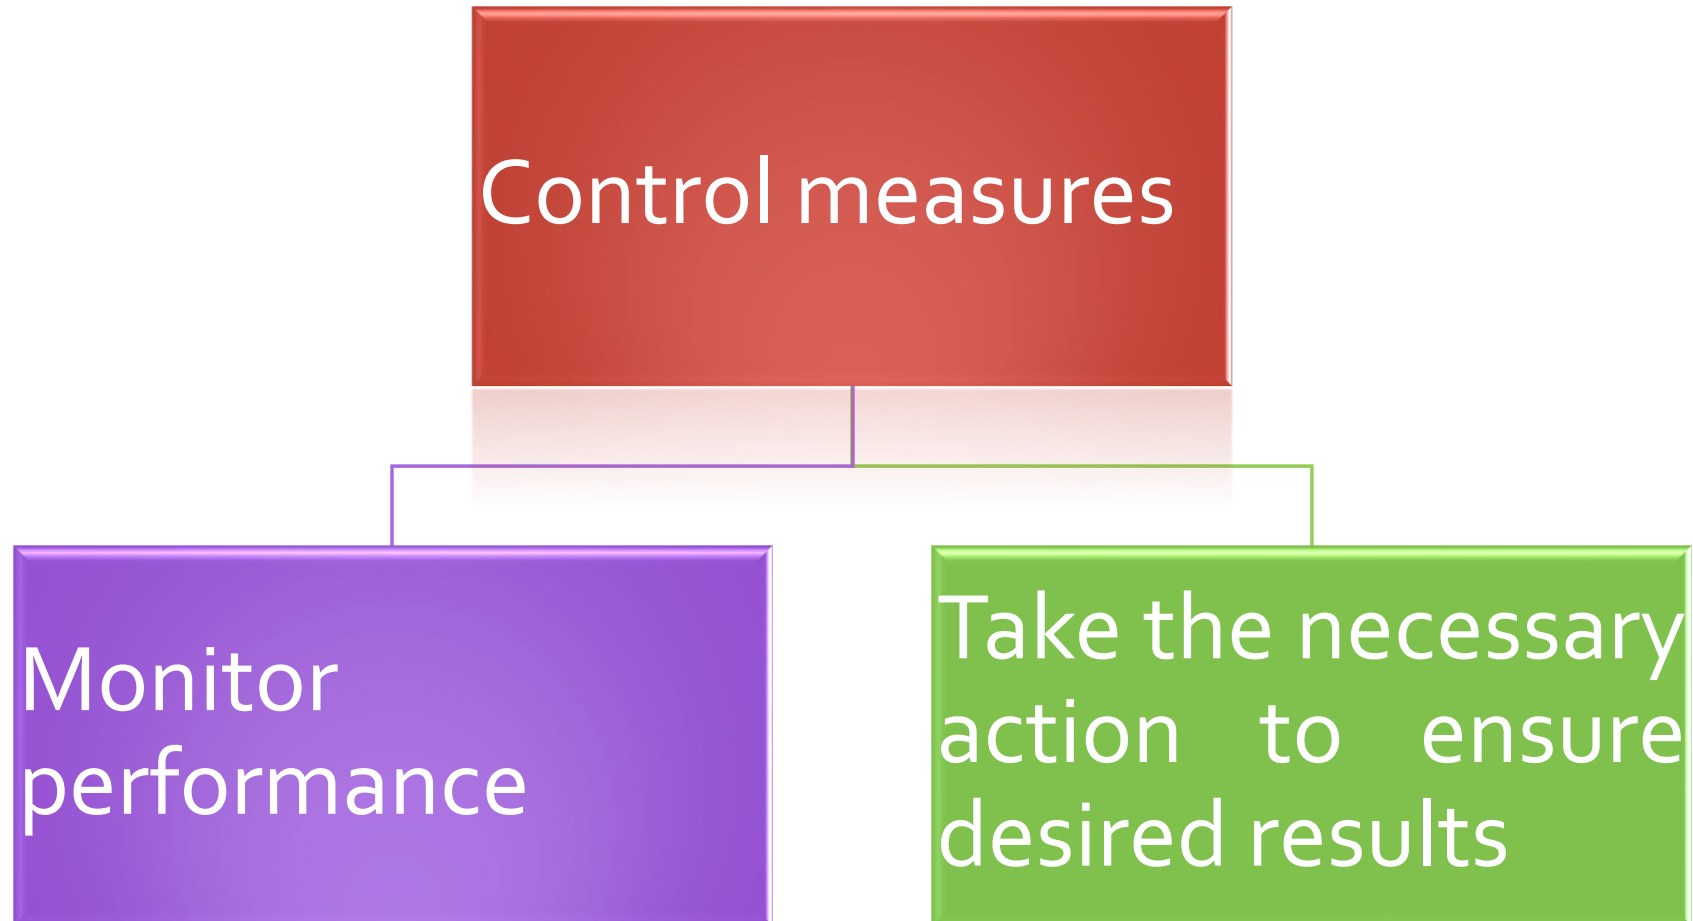 Control measures
Monitor
performance
Take the necessary
action to ensure
desired results